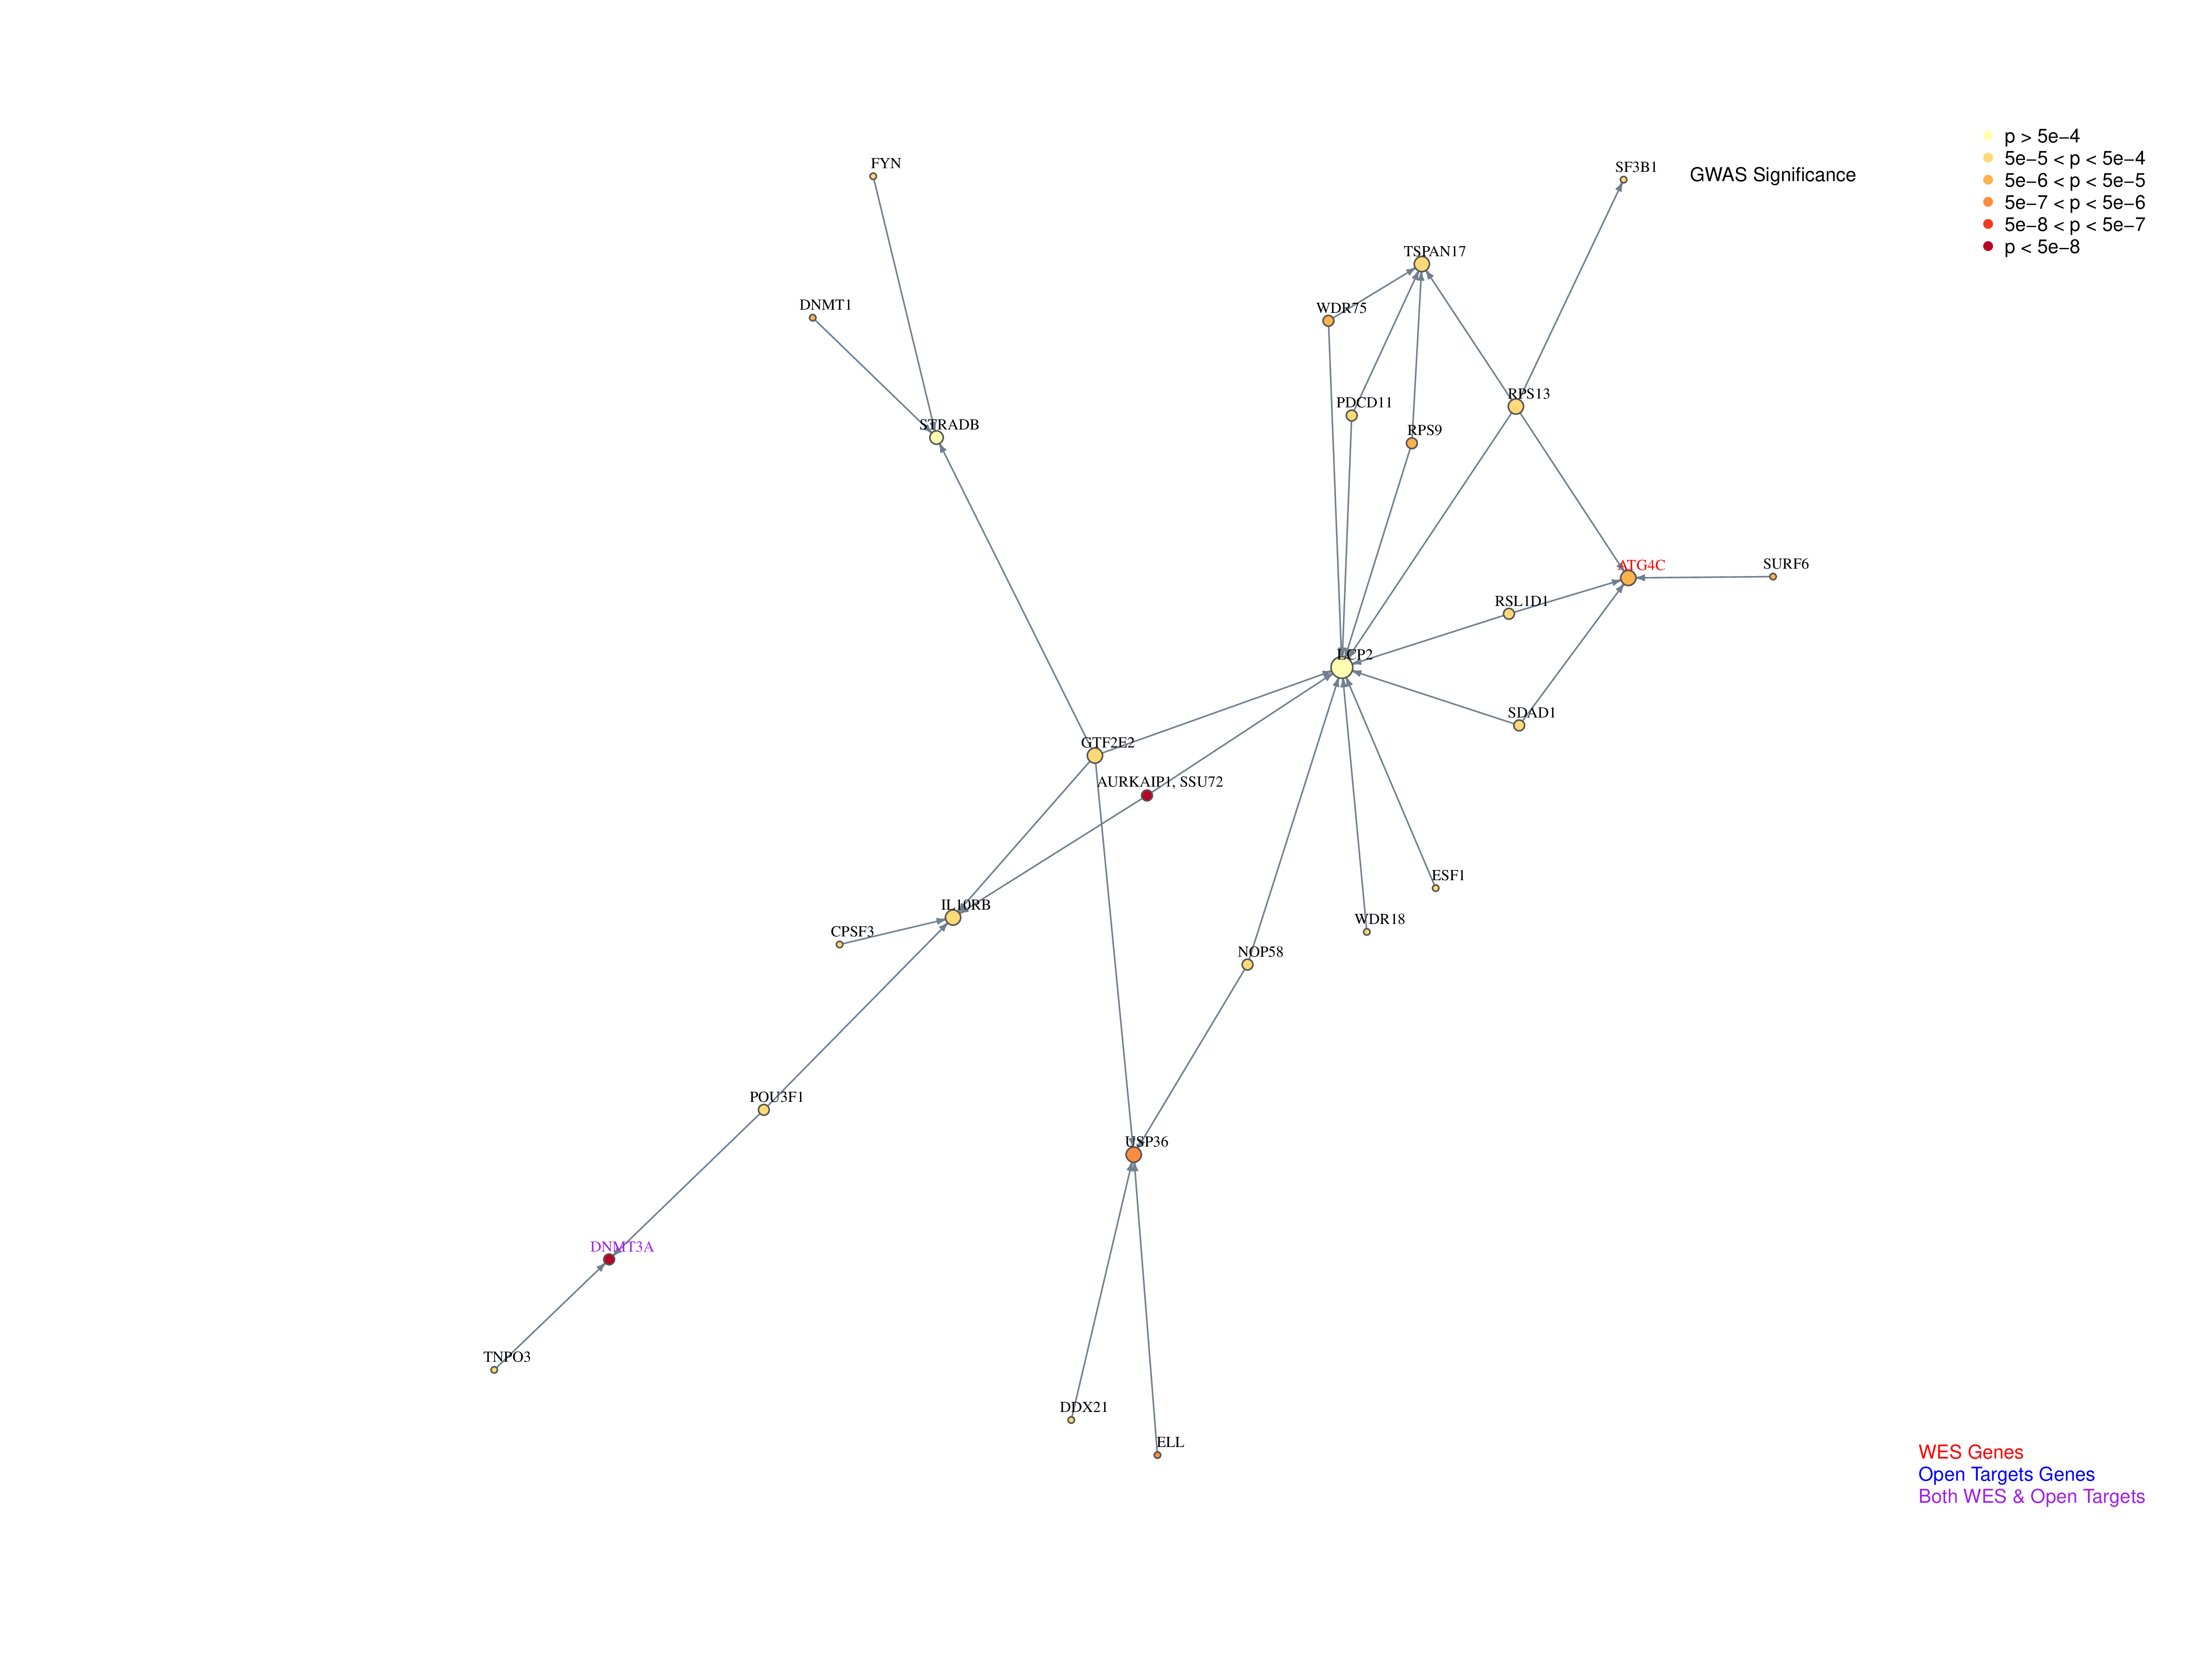 p > 5e−4
FYN
SF3B1
GWAS Significance
5e−5 < p < 5e−4
5e−6 < p < 5e−5
5e−7 < p < 5e−6
5e−8 < p < 5e−7
p < 5e−8
TSPAN17
DNMT1
WDR75
RPS13
PDCD11
STRADB
RPS9
ATG4C
SURF6
RSL1D1
LCP2
SDAD1
GTF2E2
AURKAIP1, SSU72
ESF1
IL10RB
WDR18
CPSF3
NOP58
POU3F1
USP36
DNMT3A
TNPO3
DDX21
ELL
WES Genes
Open Targets Genes
Both WES & Open Targets